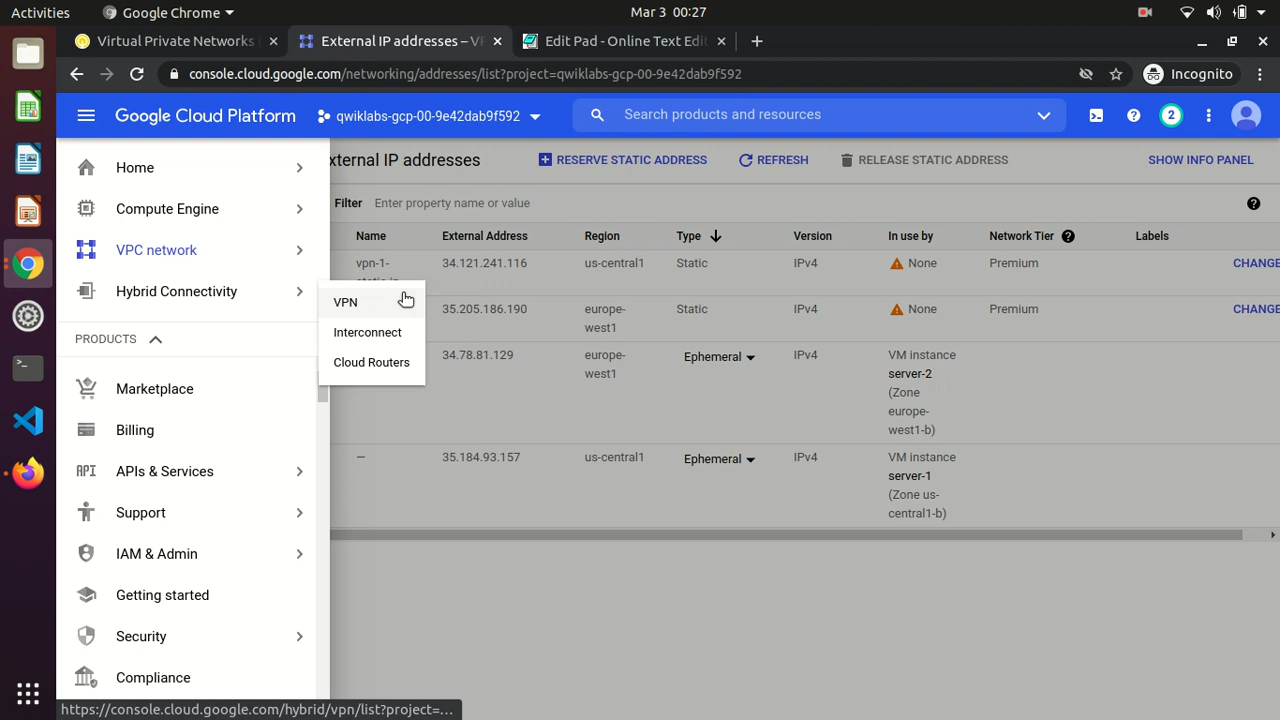 Activities
Google Chrome
Mar 3 00:27
Virtual Private Networks
External IP addresses – VP
Edit Pad - Online Text Edit
console.cloud.google.com/networking/addresses/list?project=qwiklabs-gcp-00-9e42dab9f592
Incognito
Google Cloud Platform
qwiklabs-gcp-00-9e42dab9f592
Search products and resources
2
Home
Compute Engine
VPC network
Hybrid Connectivity
PRODUCTS
Marketplace
Billing
API APIs & Services
Support
IAM & Admin
Getting started
Security
Compliance
VPN
Interconnect
Cloud Routers
xternal IP addresses
RESERVE STATIC ADDRESS
REFRESH
RELEASE STATIC ADDRESS
SHOW INFO PANEL
Filter Enter property name or value
Name External Address Region Type Version In use by Network Tier Labels
vpn-1- 34.121.241.116 us-central1 Static IPv4 None Premium CHANGE
35.205.186.190 europe-west1 Static IPv4 None Premium CHANGE
34.78.81.129 europe-west1 Ephemeral IPv4 VM instance
server-2
(Zone
europe-
west1-b)
— 35.184.93.157 us-central1 Ephemeral IPv4 VM instance
server-1
(Zone us-
central1-b)
https://console.cloud.google.com/hybrid/vpn/list?project=...